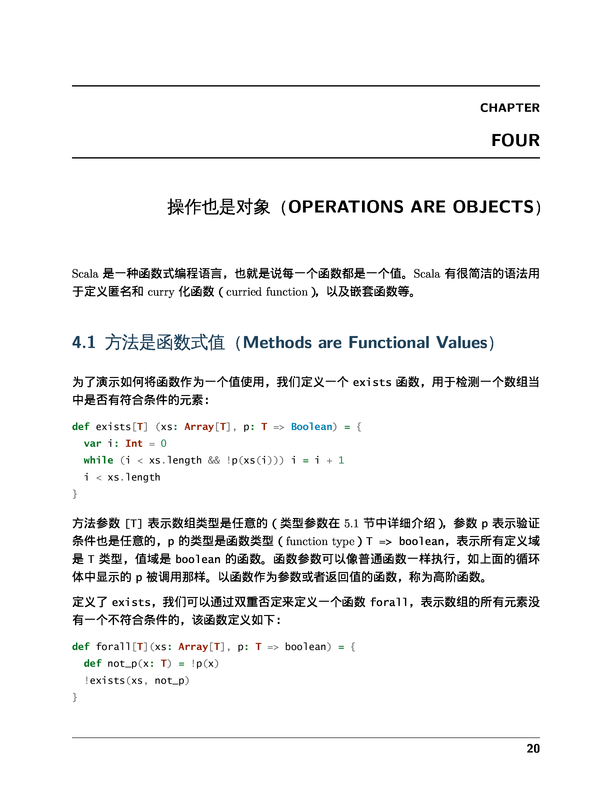 CHAPTER
FOUR
操作也是对象（OPERATIONS ARE OBJECTS）
Scala 是一种函数式编程语言，也就是说每一个函数都是一个值。Scala 有很简洁的语法用
于定义匿名和 curry 化函数（curried function），以及嵌套函数等。
4.1 方法是函数式值（Methods are Functional Values）
为了演示如何将函数作为一个值使用，我们定义一个 exists 函数，用于检测一个数组当
中是否有符合条件的元素：
def exists[T] (xs: Array[T], p: T => Boolean) = {
  var i: Int = 0
  while (i < xs.length && !p(xs(i))) i = i + 1
  i < xs.length
}
方法参数 [T] 表示数组类型是任意的（类型参数在 5.1 节中详细介绍），参数 p 表示验证
条件也是任意的，p 的类型是函数类型（function type）T => boolean，表示所有定义域
是 T 类型，值域是 boolean 的函数。函数参数可以像普通函数一样执行，如上面的循环
体中显示的 p 被调用那样。以函数作为参数或者返回值的函数，称为高阶函数。
定义了 exists，我们可以通过双重否定来定义一个函数 forall，表示数组的所有元素没
有一个不符合条件的，该函数定义如下：
def forall[T](xs: Array[T], p: T => boolean) = {
  def not_p(x: T) = !p(x)
  !exists(xs, not_p)
}
20